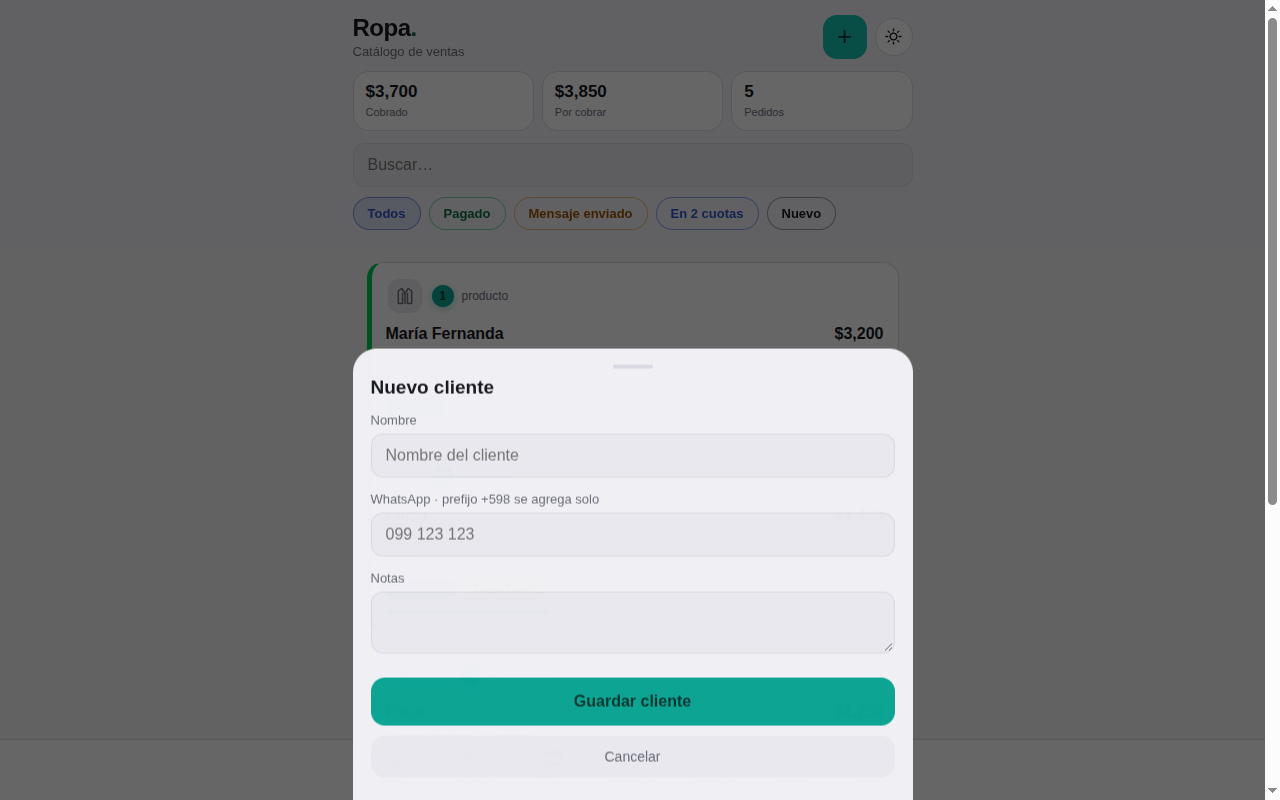 Ropa.
Catálogo de ventas
+
$3,700
Cobrado
$3,850
Por cobrar
5
Pedidos
Buscar…
Todos
Pagado
Mensaje enviado
En 2 cuotas
Nuevo
1 producto
María Fernanda $3,200
Nuevo cliente
Nombre
Nombre del cliente
WhatsApp · prefijo +598 se agrega solo
099 123 123
Notas
Guardar cliente
Cancelar